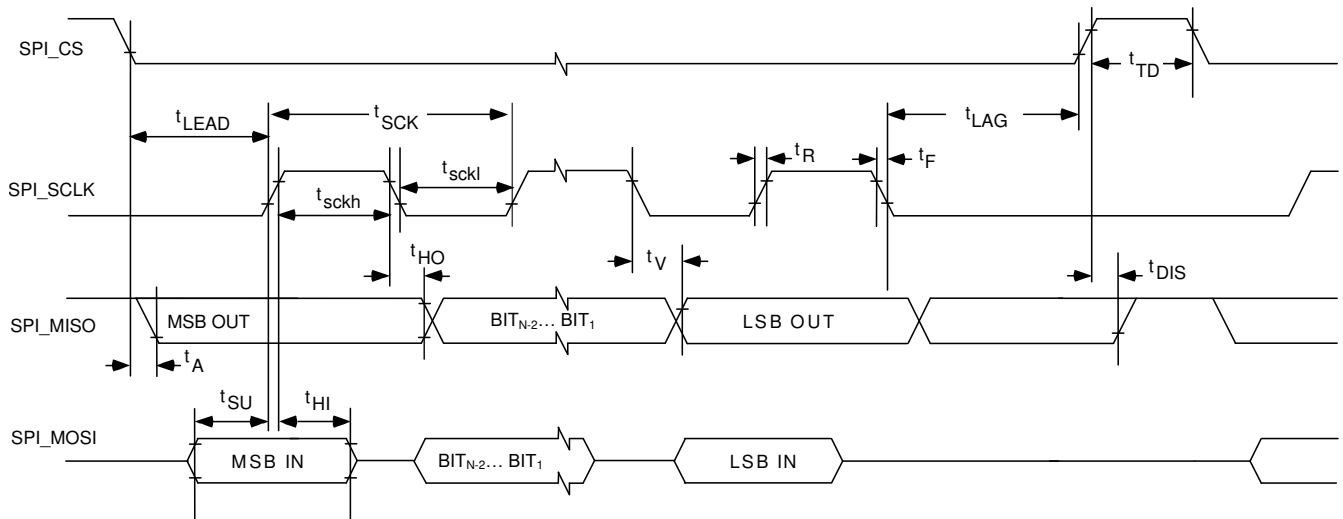 SPI_CS
t_TD
t_LEAD
t_SCK
t_LAG
SPI_SCLK
t_sckh
t_sckl
t_R
t_F
t_HO
t_V
t_DIS
SPI_MISO
MSB OUT
BIT_N-2... BIT_1
LSB OUT
t_A
t_SU
t_HI
SPI_MOSI
MSB IN
BIT_N-2... BIT_1
LSB IN